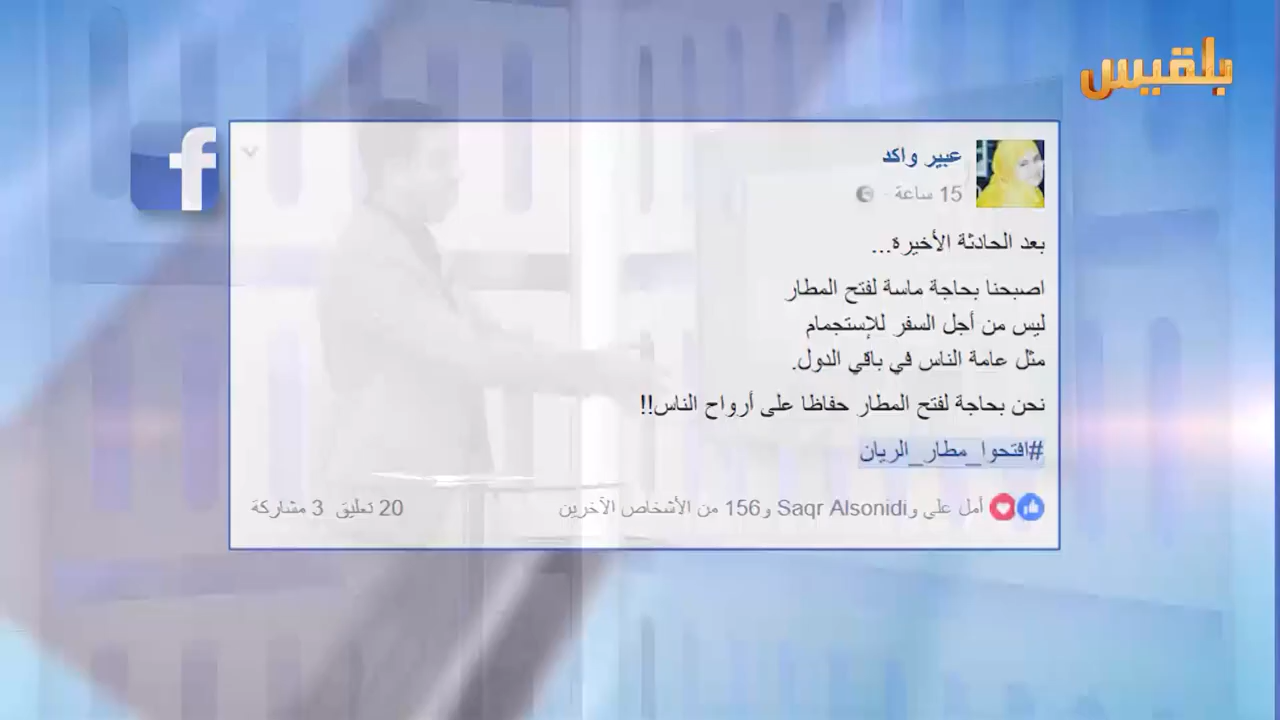 بلقيس
f
عبير واكد
15 ساعة ·
بعد الحادثة الأخيرة...
اصبحنا بحاجة ماسة لفتح المطار
ليس من أجل السفر للإستجمام
مثل عامة الناس في باقي الدول.
نحن بحاجة لفتح المطار حفاظا على أرواح الناس!!
#افتحوا_مطار_الريان
أمل علي وSaqr Alsonidi و156 من الأشخاص الآخرين
20 تعليق 3 مشاركة